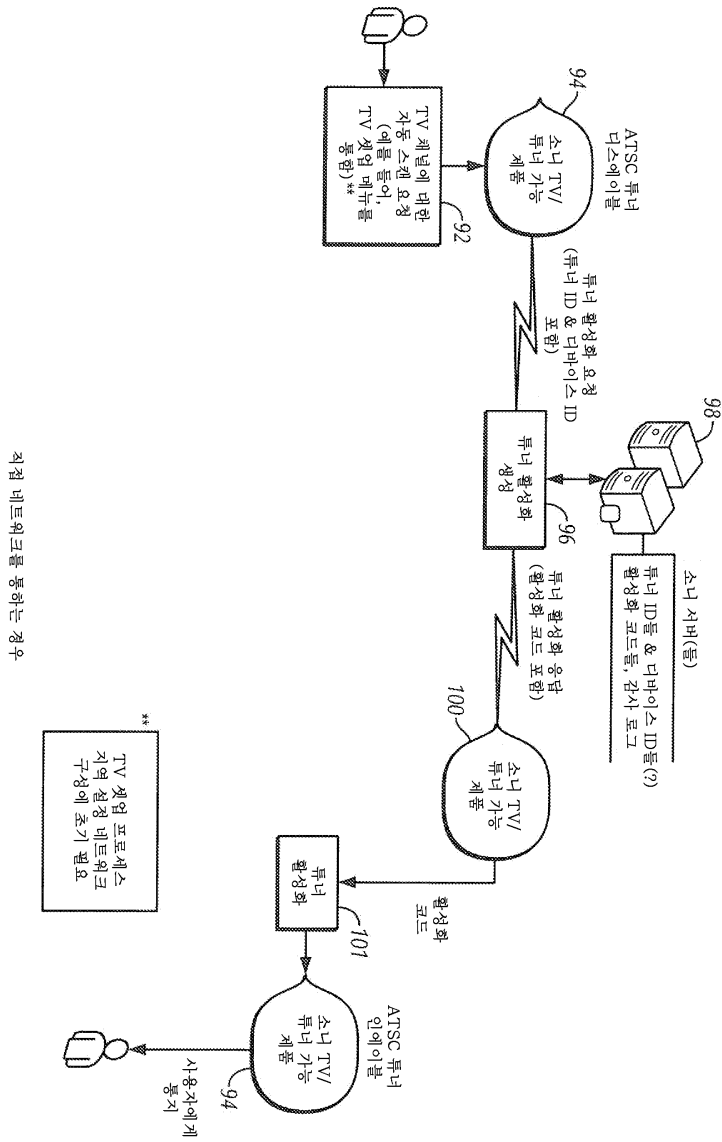 TV 채널에 대한
자동 스캔 요청
(예를 들어,
TV 셋업 메뉴를
통함)**
92
94
ATSC 튜너
디스에이블
소니 TV/
튜너 가능
제품
튜너 활성화 요청
(튜너 ID & 디바이스 ID
포함)
98
튜너 활성화
생성
96
소니 서버(들)
튜너 ID들 & 디바이스 ID들(?)
활성화 코드들, 감사 로그
튜너 활성화 응답
(활성화 코드 포함)
100
소니 TV/
튜너 가능
제품
활성화
코드
튜너
활성화
101
ATSC 튜너
인에이블
소니 TV/
튜너 가능
제품
94
사용자에게
통지
**
TV 셋업 프로세스
지역 설정 네트워크
구성에 초기 필요
직접 네트워크를 통하는 경우